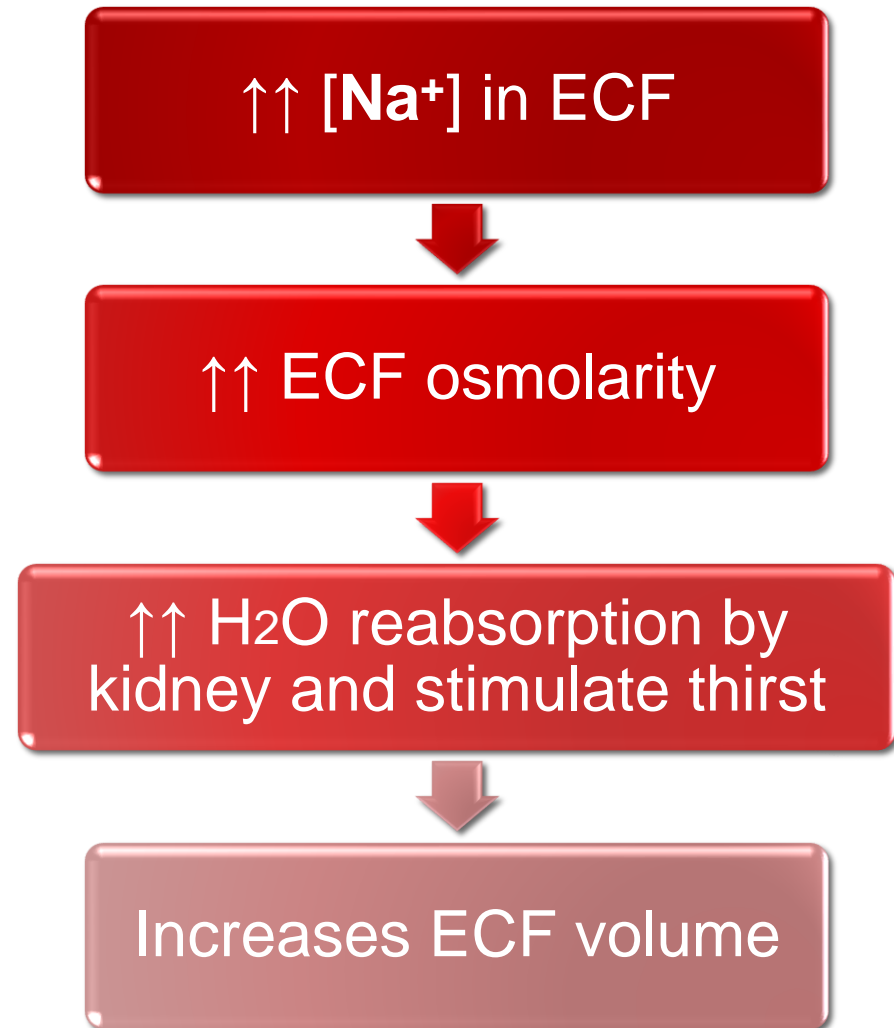 ↑↑ [Na⁺] in ECF
↑↑ ECF osmolarity
↑↑ H₂O reabsorption by
kidney and stimulate thirst
Increases ECF volume